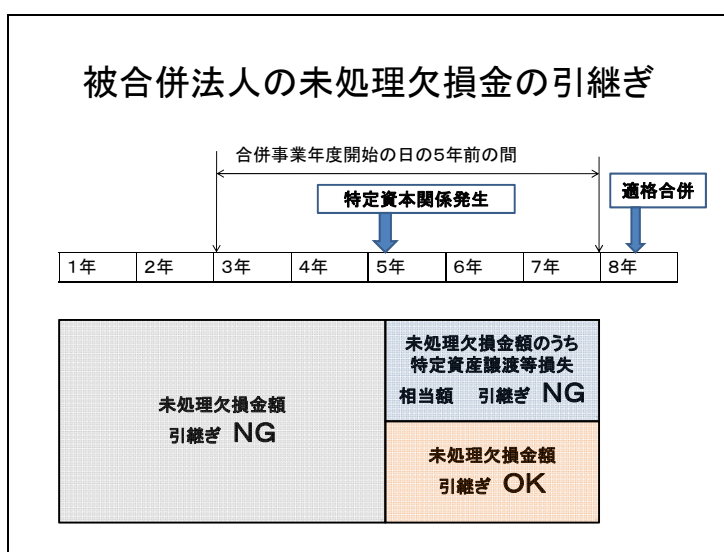 被合併法人の未処理欠損金の引継ぎ
合併事業年度開始の日の5年前の間
特定資本関係発生
適格合併
1年 2年 3年 4年 5年 6年 7年 8年
未処理欠損金額
引継ぎ NG
未処理欠損金額のうち
特定資産譲渡等損失
相当額 引継ぎ NG
未処理欠損金額
引継ぎ OK